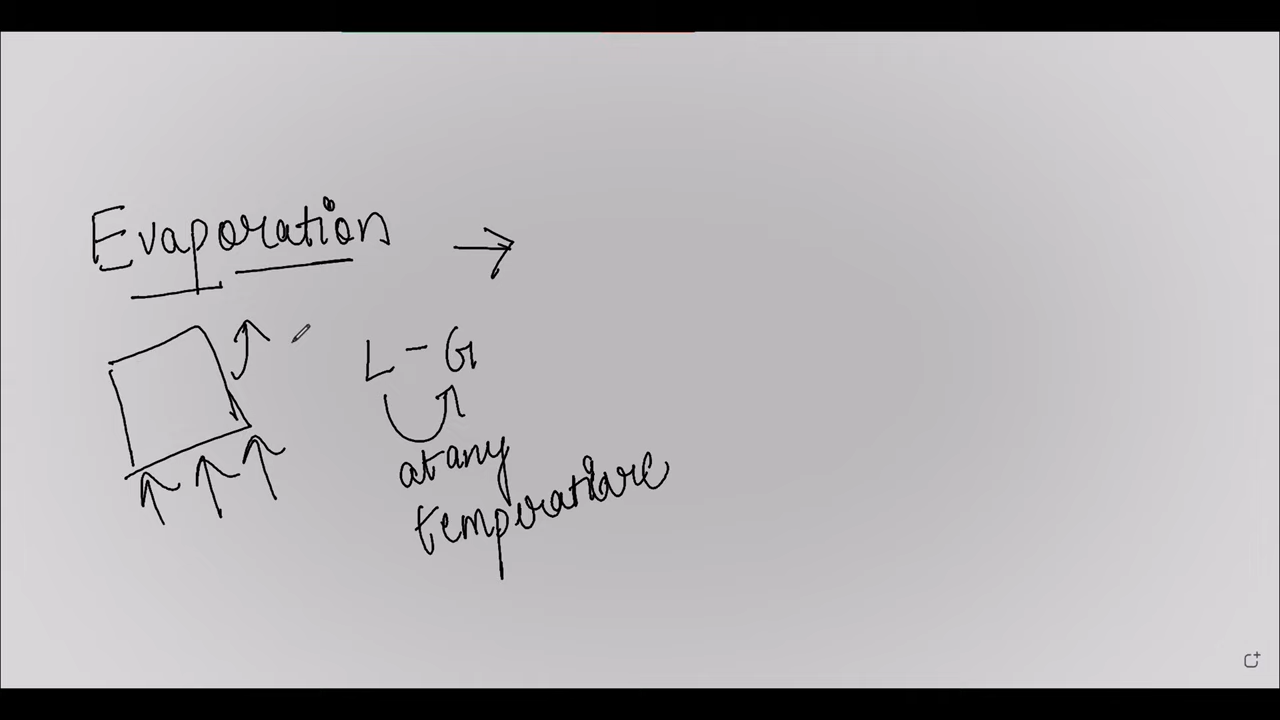 Evaporation →
L - G
at any
temperature